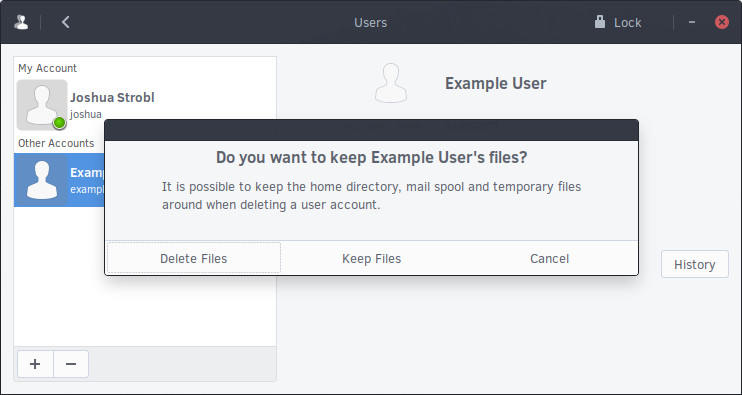 Users
Lock
My Account
Joshua Strobl
joshua
Other Accounts
Examp
exampl
Example User
Do you want to keep Example User's files?
It is possible to keep the home directory, mail spool and temporary files
around when deleting a user account.
Delete Files
Keep Files
Cancel
History